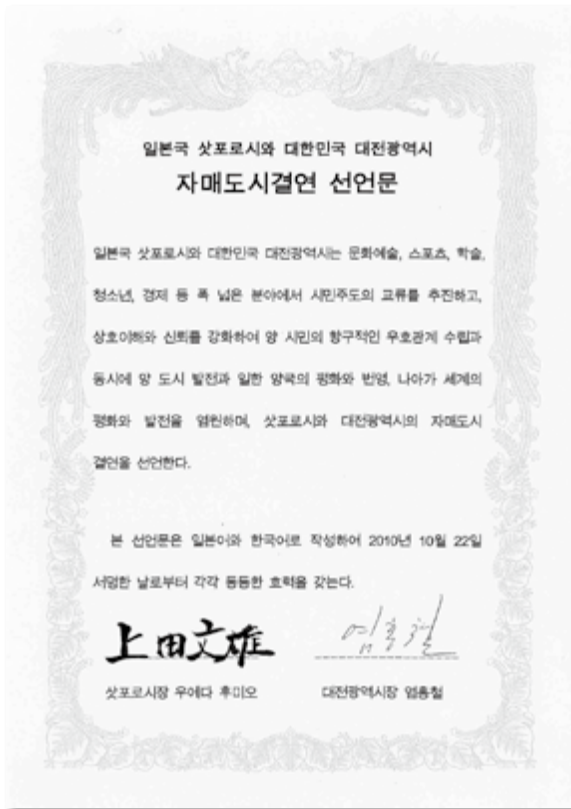 일본국 삿포로시와 대한민국 대전광역시
자매도시결연 선언문
일본국 삿포로시와 대한민국 대전광역시는 문화예술, 스포츠, 학술,
청소년, 경제 등 폭 넓은 분야에서 시민주도의 교류를 추진하고,
상호이해와 신뢰를 강화하여 양 시민의 항구적인 우호관계 수립과
동시에 양 도시 발전과 일한 양국의 평화와 번영, 나아가 세계의
평화와 발전을 염원하며, 삿포로시와 대전광역시의 자매도시
결연을 선언한다.
본 선언문은 일본어와 한국어로 작성하여 2010년 10월 22일
서명한 날로부터 각각 동등한 효력을 갖는다.
上田文雄 염홍철
삿포로시장 우에다 후미오 대전광역시장 염홍철